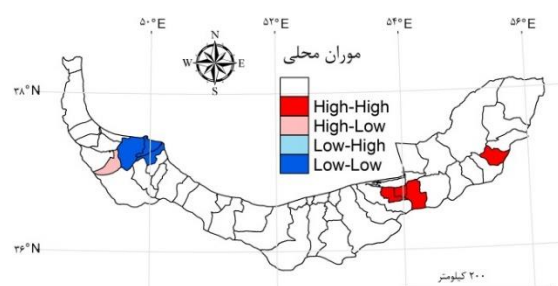 ۵۰°E
۵۲°E
۵۴°E
۵۶°E
N
W
E
S
موران محلی
۳۸°N
High-High
High-Low
Low-High
Low-Low
۳۶°N
۲۰۰ کیلومتر